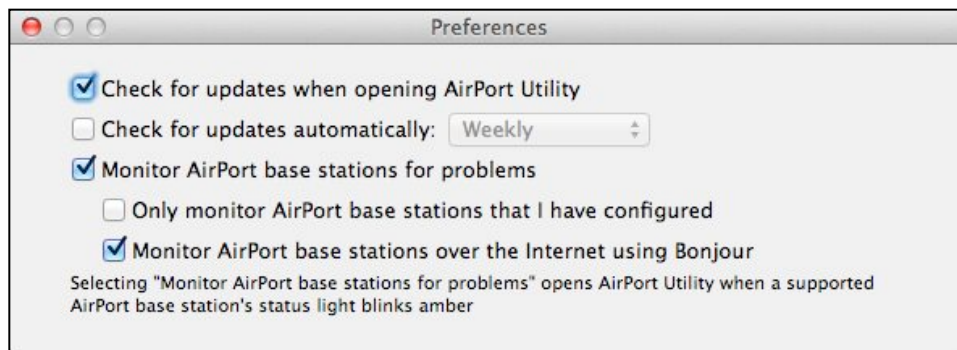 Preferences
Check for updates when opening AirPort Utility
Check for updates automatically: Weekly
Monitor AirPort base stations for problems
Only monitor AirPort base stations that I have configured
Monitor AirPort base stations over the Internet using Bonjour
Selecting "Monitor AirPort base stations for problems" opens AirPort Utility when a supported
AirPort base station's status light blinks amber